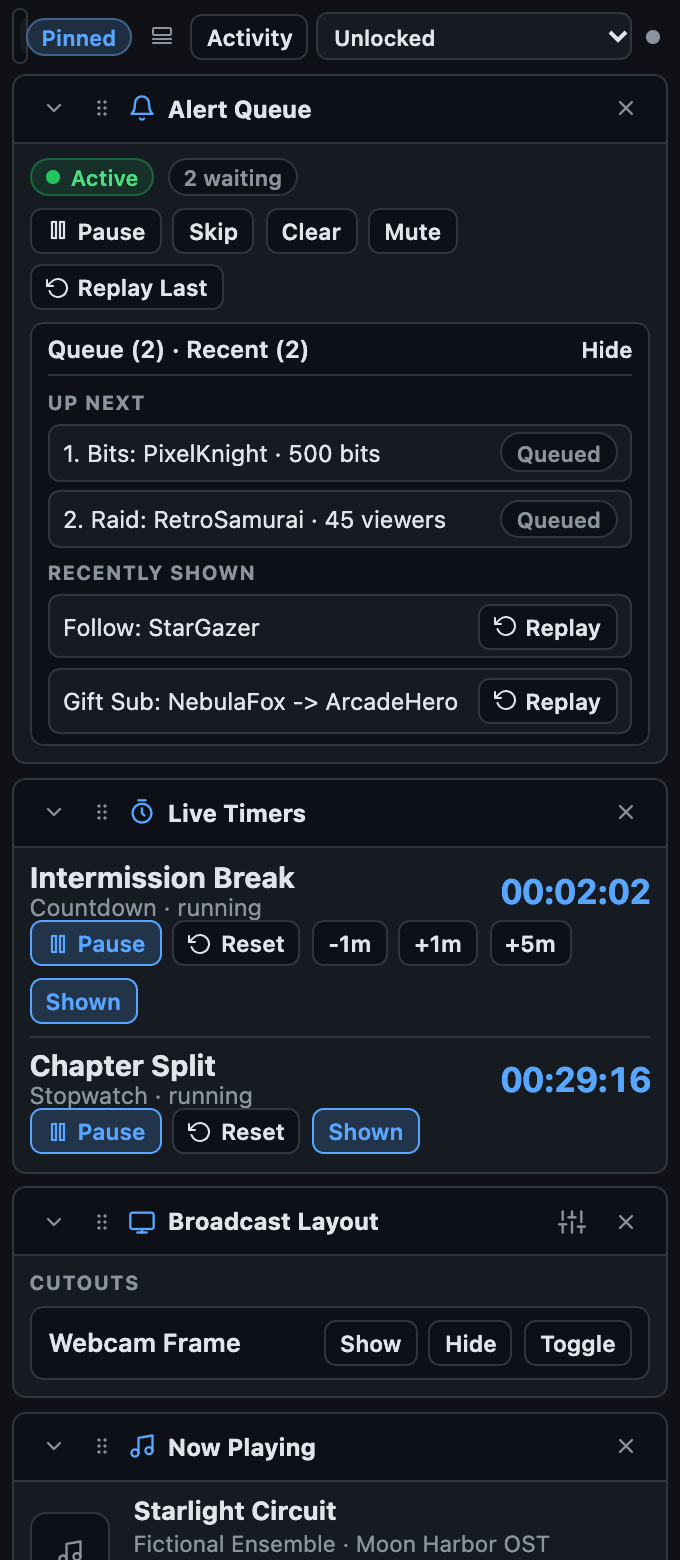 Pinned Activity Unlocked
Alert Queue
Active 2 waiting
Pause Skip Clear Mute
Replay Last
Queue (2) · Recent (2) Hide
UP NEXT
1. Bits: PixelKnight · 500 bits Queued
2. Raid: RetroSamurai · 45 viewers Queued
RECENTLY SHOWN
Follow: StarGazer Replay
Gift Sub: NebulaFox -> ArcadeHero Replay
Live Timers
Intermission Break 00:02:02
Countdown · running
Pause Reset -1m +1m +5m
Shown
Chapter Split 00:29:16
Stopwatch · running
Pause Reset Shown
Broadcast Layout
CUTOUTS
Webcam Frame Show Hide Toggle
Now Playing
Starlight Circuit
Fictional Ensemble · Moon Harbor OST